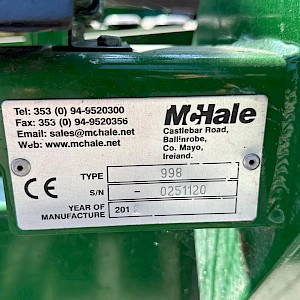 Tel: 353 (0) 94-9520300
Fax: 353 (0) 94-9520356
Email: sales@mchale.net
Web: www.mchale.net
McHale
Castlebar Road,
Ballinrobe,
Co. Mayo,
Ireland.
CE
TYPE 998
S/N - 0251120
YEAR OF
MANUFACTURE